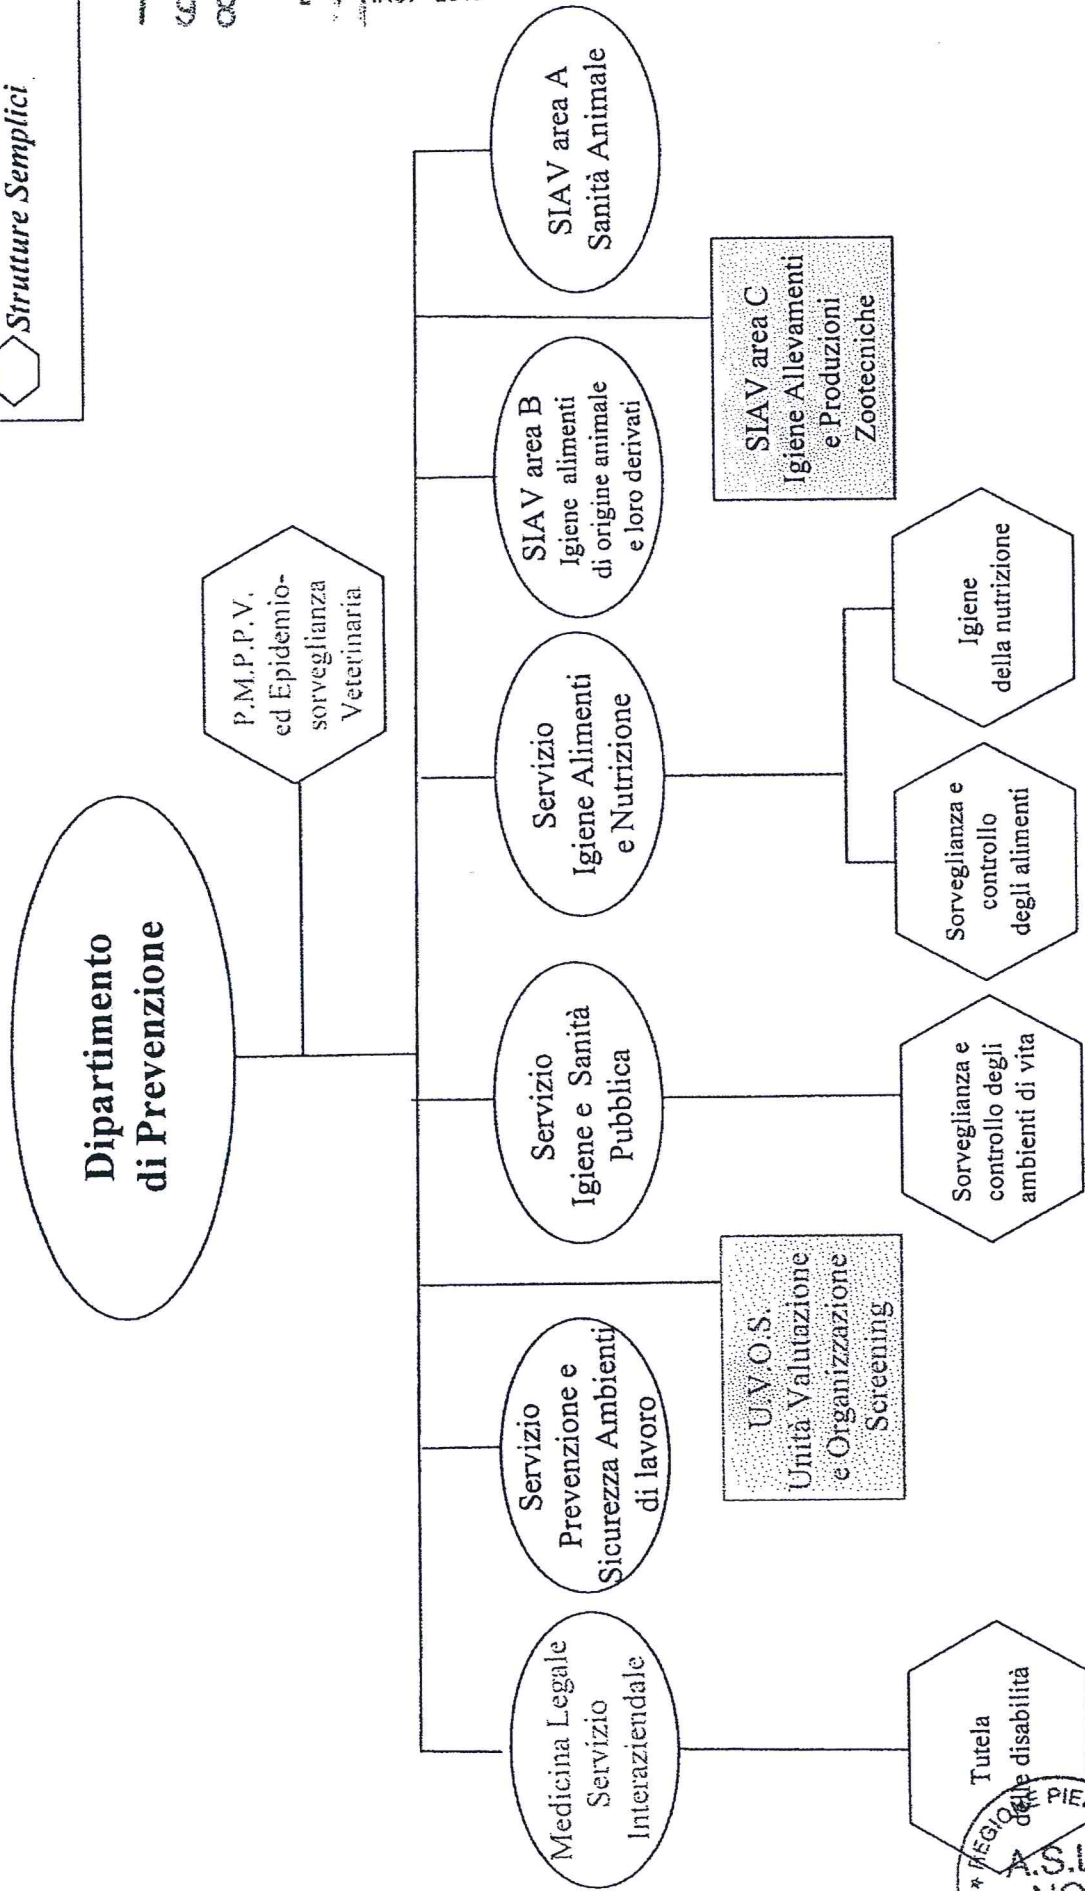 Strutture Semplici
Dipartimento
di Prevenzione
P.M.P.P.V.
ed Epidemio-
sorveglianza
Veterinaria
Medicina Legale
Servizio
Interaziendale
Servizio
Prevenzione e
Sicurezza Ambienti
di lavoro
Servizio
Igiene e Sanità
Pubblica
Servizio
Igiene Alimenti
e Nutrizione
SIAV area B
Igiene alimenti
di origine animale
e loro derivati
SIAV area A
Sanità Animale
U.V.O.S.
Unità Valutazione
e Organizzazione
Screening
SIAV area C
Igiene Allevamenti
e Produzioni
Zootecniche
Tutela
delle disabilità
Sorveglianza e
controllo degli
ambienti di vita
Sorveglianza e
controllo
degli alimenti
Igiene
della nutrizione
* REGIONE PIE
A.S.L